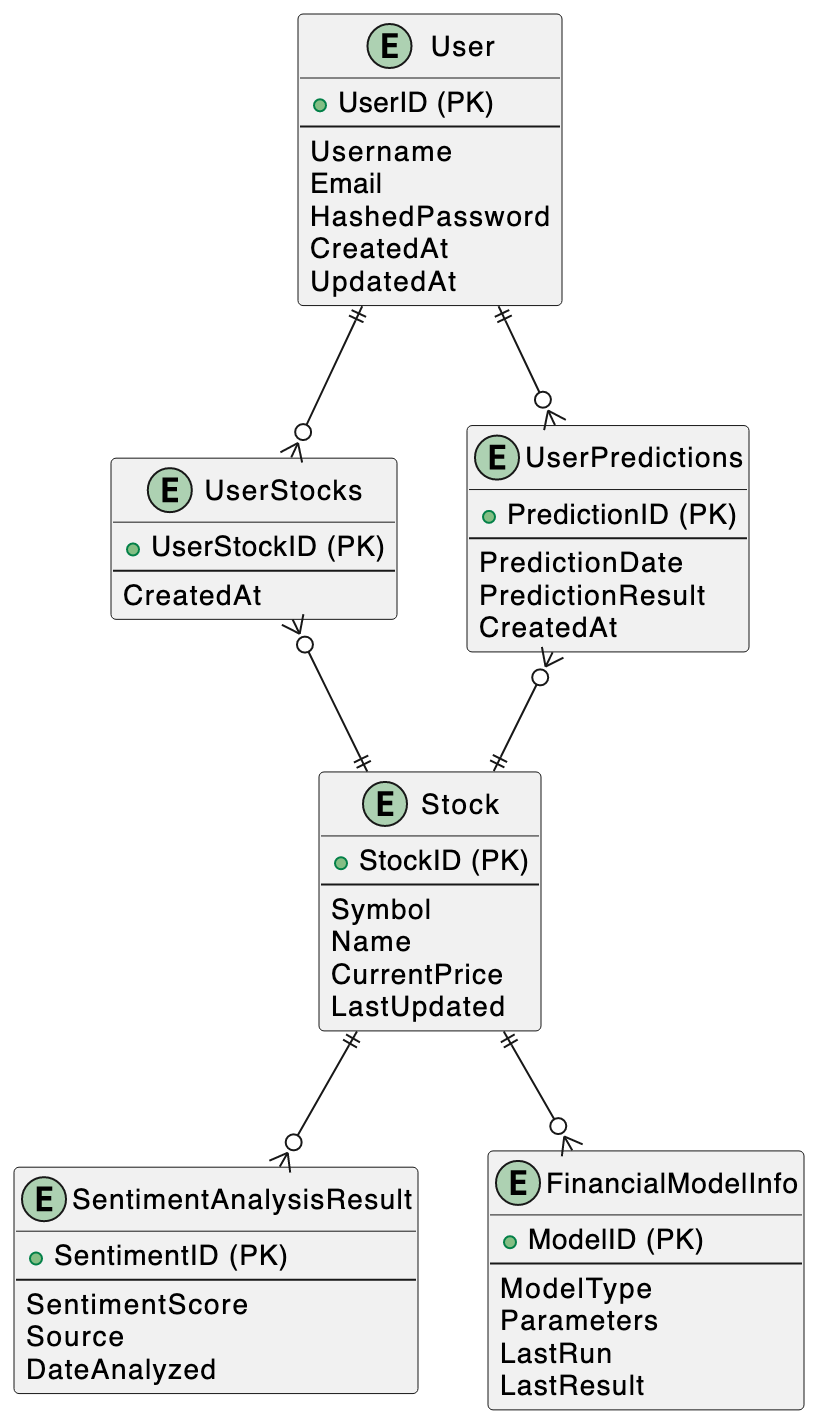 E User
UserID (PK)
Username
Email
HashedPassword
CreatedAt
UpdatedAt
E UserStocks
UserStockID (PK)
CreatedAt
E UserPredictions
PredictionID (PK)
PredictionDate
PredictionResult
CreatedAt
E Stock
StockID (PK)
Symbol
Name
CurrentPrice
LastUpdated
E SentimentAnalysisResult
SentimentID (PK)
SentimentScore
Source
DateAnalyzed
E FinancialModelInfo
ModelID (PK)
ModelType
Parameters
LastRun
LastResult